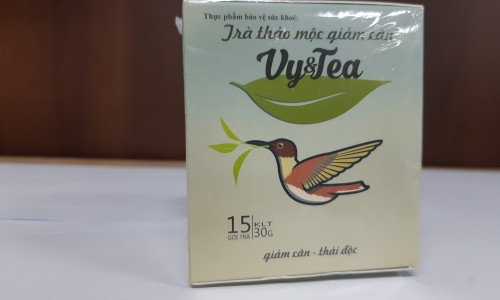 Thực phẩm bảo vệ sức khoẻ:
Trà thảo mộc giảm cân
Vy&Tea
15 KLT
GÓI TRÀ 30G
giảm cân - thải độc